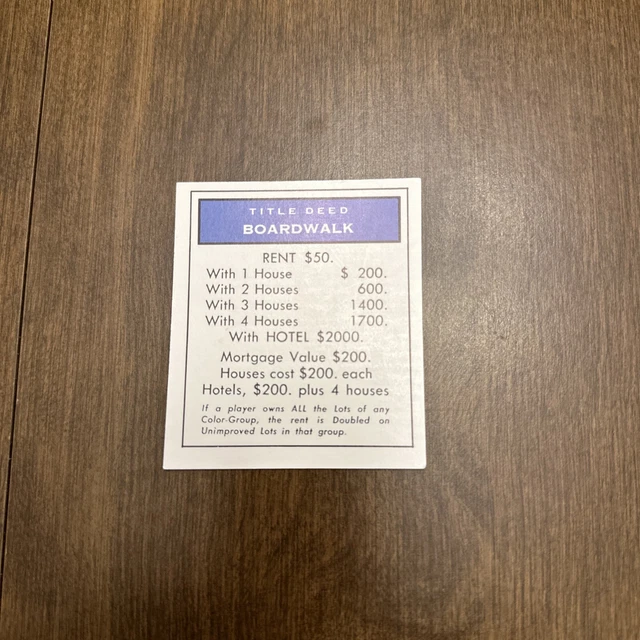 TITLE DEED
BOARDWALK
RENT $50.
With 1 House $ 200.
With 2 Houses 600.
With 3 Houses 1400.
With 4 Houses 1700.
With HOTEL $2000.
Mortgage Value $200.
Houses cost $200. each
Hotels, $200. plus 4 houses
If a player owns ALL the Lots of any
Color-Group, the rent is Doubled on
Unimproved Lots in that group.